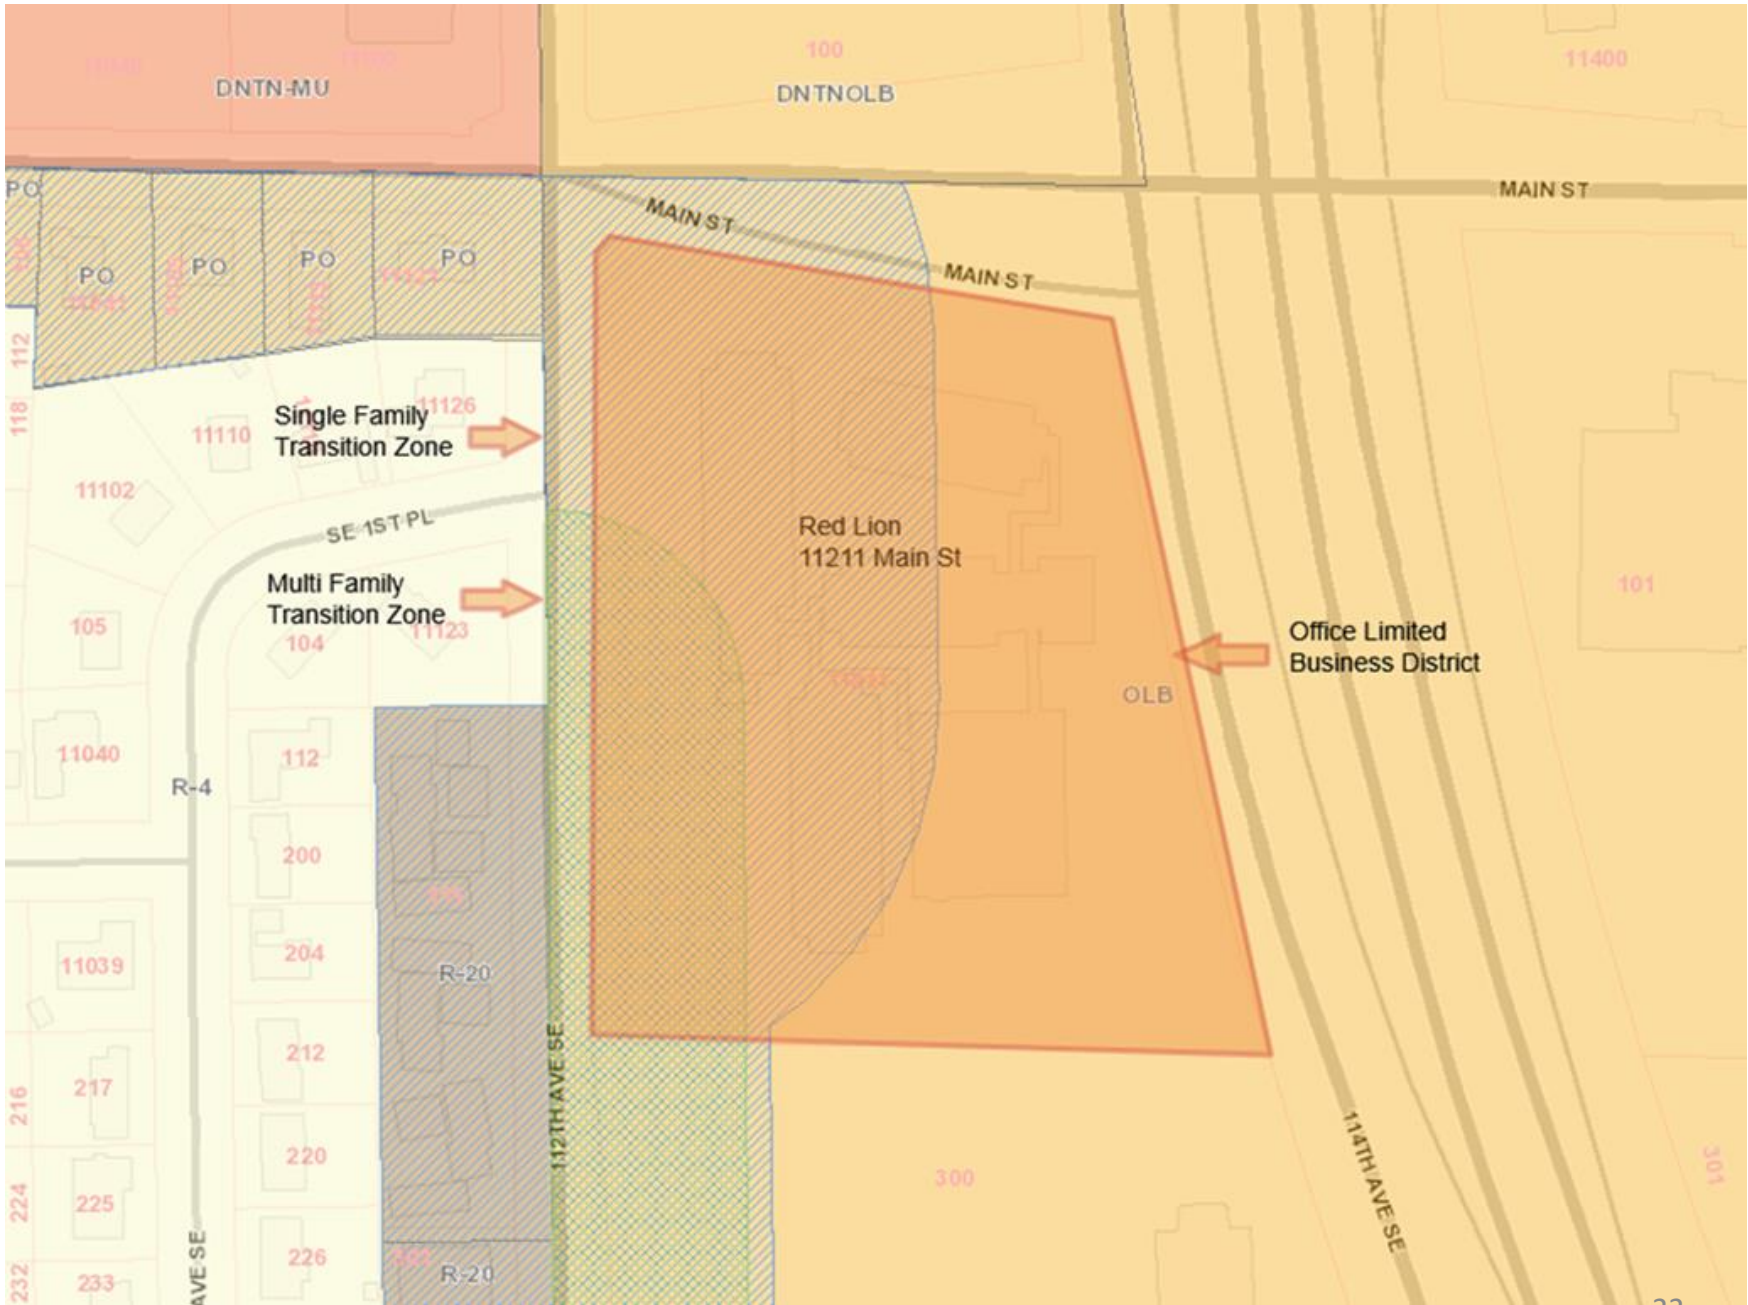 100
11400
DNTN-MU
DNTNOLB
MAIN ST
PO
MAIN ST
PO
PO
PO
PO
MAIN ST
112
118
Single Family
Transition Zone
11126
11110
11102
SE 1ST PL
Red Lion
11211 Main St
Multi Family
Transition Zone
101
105
104
11123
Office Limited
Business District
OLB
11040
112
R-4
200
204
11039
R-20
112TH AVE SE
212
217
216
220
300
114TH AVE SE
301
224
225
226
AVE SE
R-20
232
233